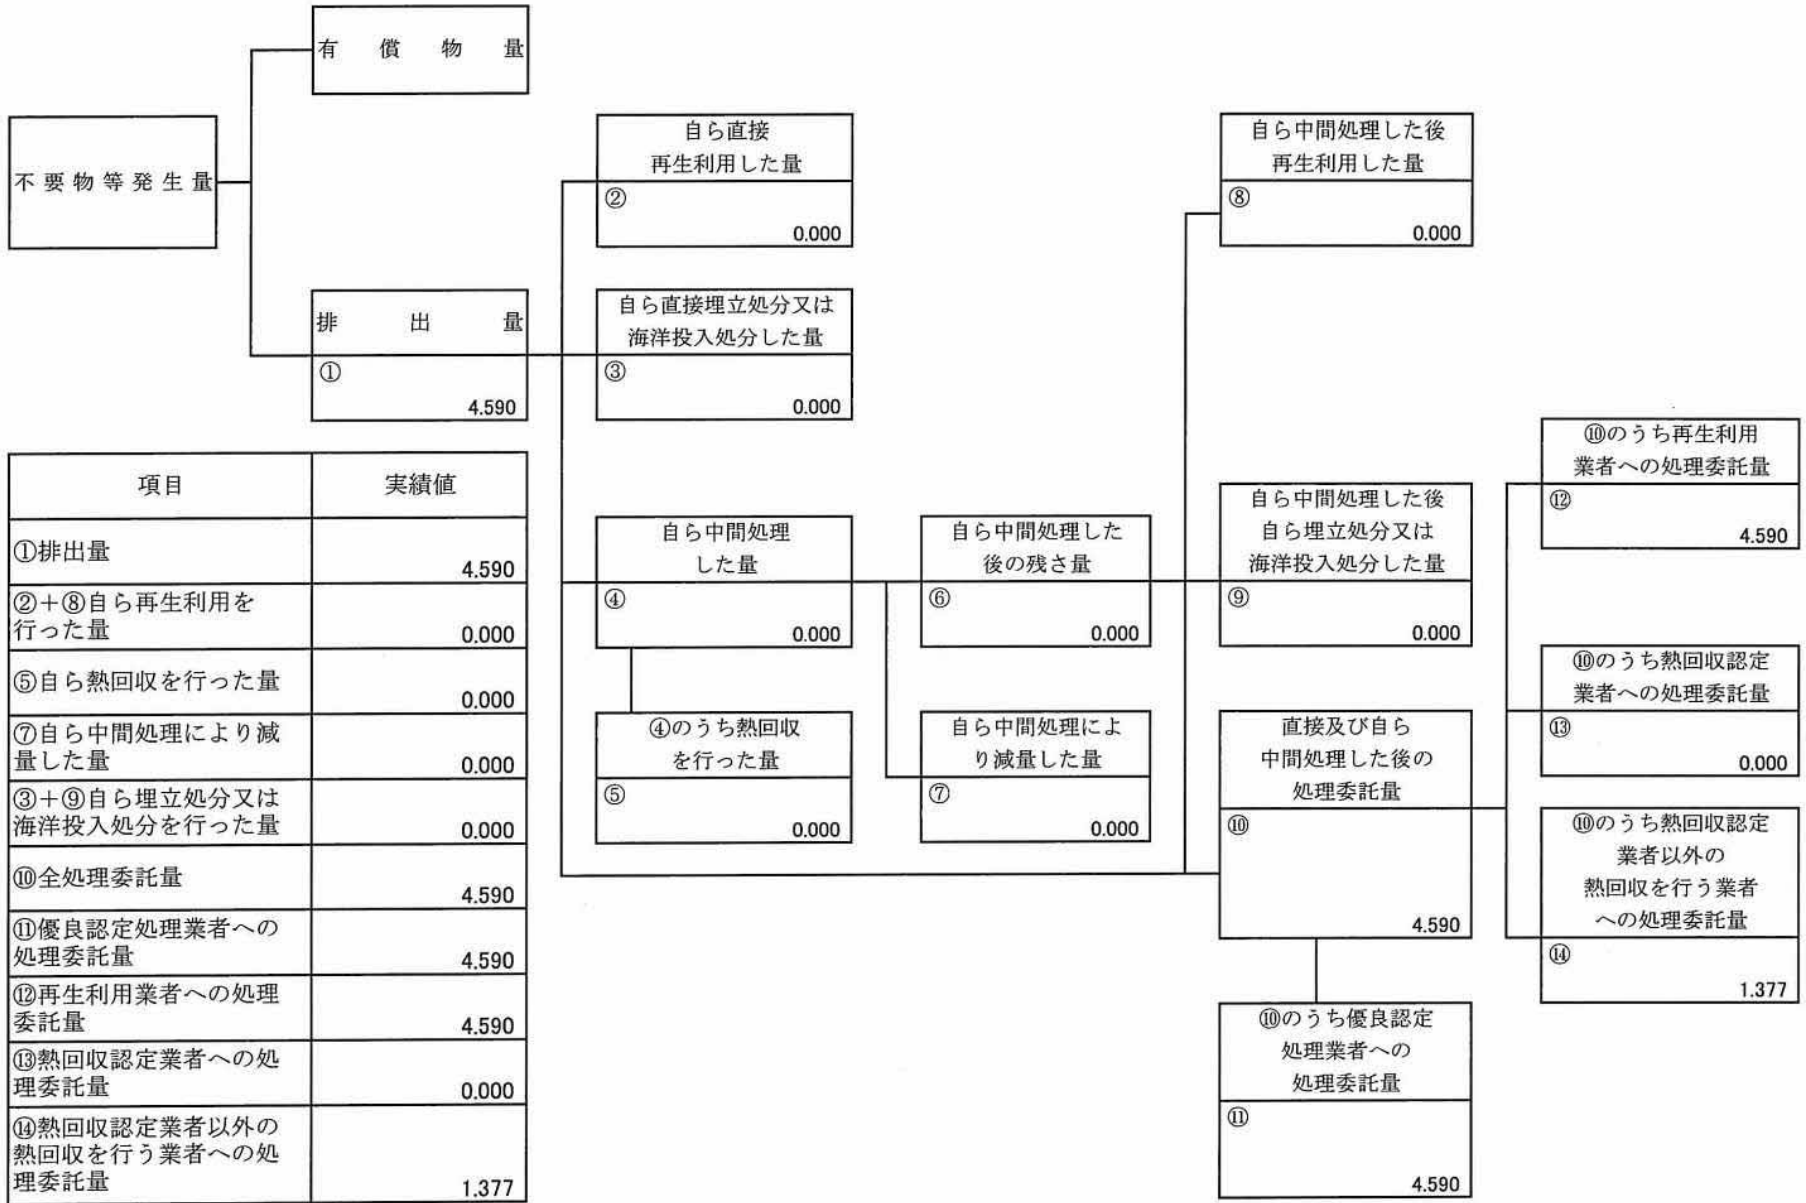 有償物量
不要物等発生量
排出量
①
4.590
自ら直接
再生利用した量
②
0.000
自ら直接埋立処分又は
海洋投入処分した量
③
0.000
自ら中間処理
した量
④
0.000
④のうち熱回収
を行った量
⑤
0.000
自ら中間処理した
後の残さ量
⑥
0.000
自ら中間処理によ
り減量した量
⑦
0.000
自ら中間処理した後
再生利用した量
⑧
0.000
自ら中間処理した後
自ら埋立処分又は
海洋投入処分した量
⑨
0.000
直接及び自ら
中間処理した後の
処理委託量
⑩
4.590
⑩のうち優良認定
処理業者への
処理委託量
⑪
4.590
⑩のうち再生利用
業者への処理委託量
⑫
4.590
⑩のうち熱回収認定
業者への処理委託量
⑬
0.000
⑩のうち熱回収認定
業者以外の
熱回収を行う業者
への処理委託量
⑭
1.377
項目 実績値
①排出量
4.590
②+⑧自ら再生利用を
行った量
0.000
⑤自ら熱回収を行った量
0.000
⑦自ら中間処理により減
量した量
0.000
③+⑨自ら埋立処分又は
海洋投入処分を行った量
0.000
⑩全処理委託量
4.590
⑪優良認定処理業者への
処理委託量
4.590
⑫再生利用業者への処理
委託量
4.590
⑬熱回収認定業者への処
理委託量
0.000
⑭熱回収認定業者以外の
熱回収を行う業者への処
理委託量
1.377